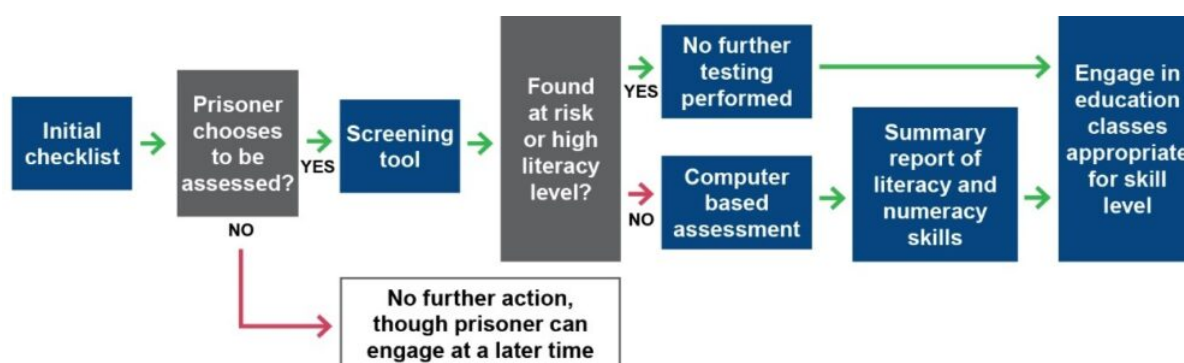 Initial
checklist
Prisoner
chooses
to be
assessed?
YES
NO
Screening
tool
Found
at risk
or high
literacy
level?
YES
NO
No further
testing
performed
Computer
based
assessment
Summary
report of
literacy and
numeracy
skills
Engage in
education
classes
appropriate
for skill
level
No further action,
though prisoner can
engage at a later time